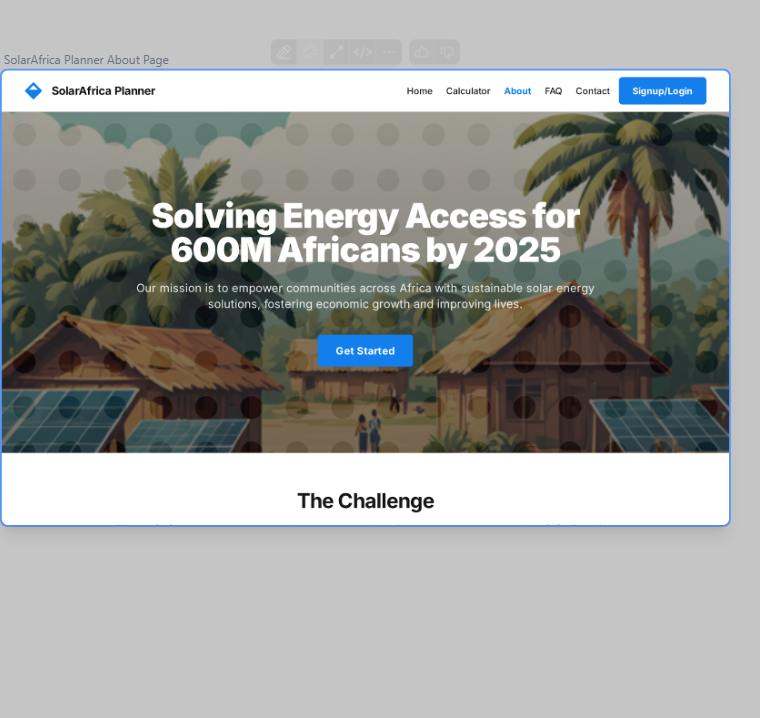 SolarAfrica Planner About Page
SolarAfrica Planner
Home Calculator About FAQ Contact Signup/Login
Solving Energy Access for
600M Africans by 2025
Our mission is to empower communities across Africa with sustainable solar energy
solutions, fostering economic growth and improving lives.
Get Started
The Challenge